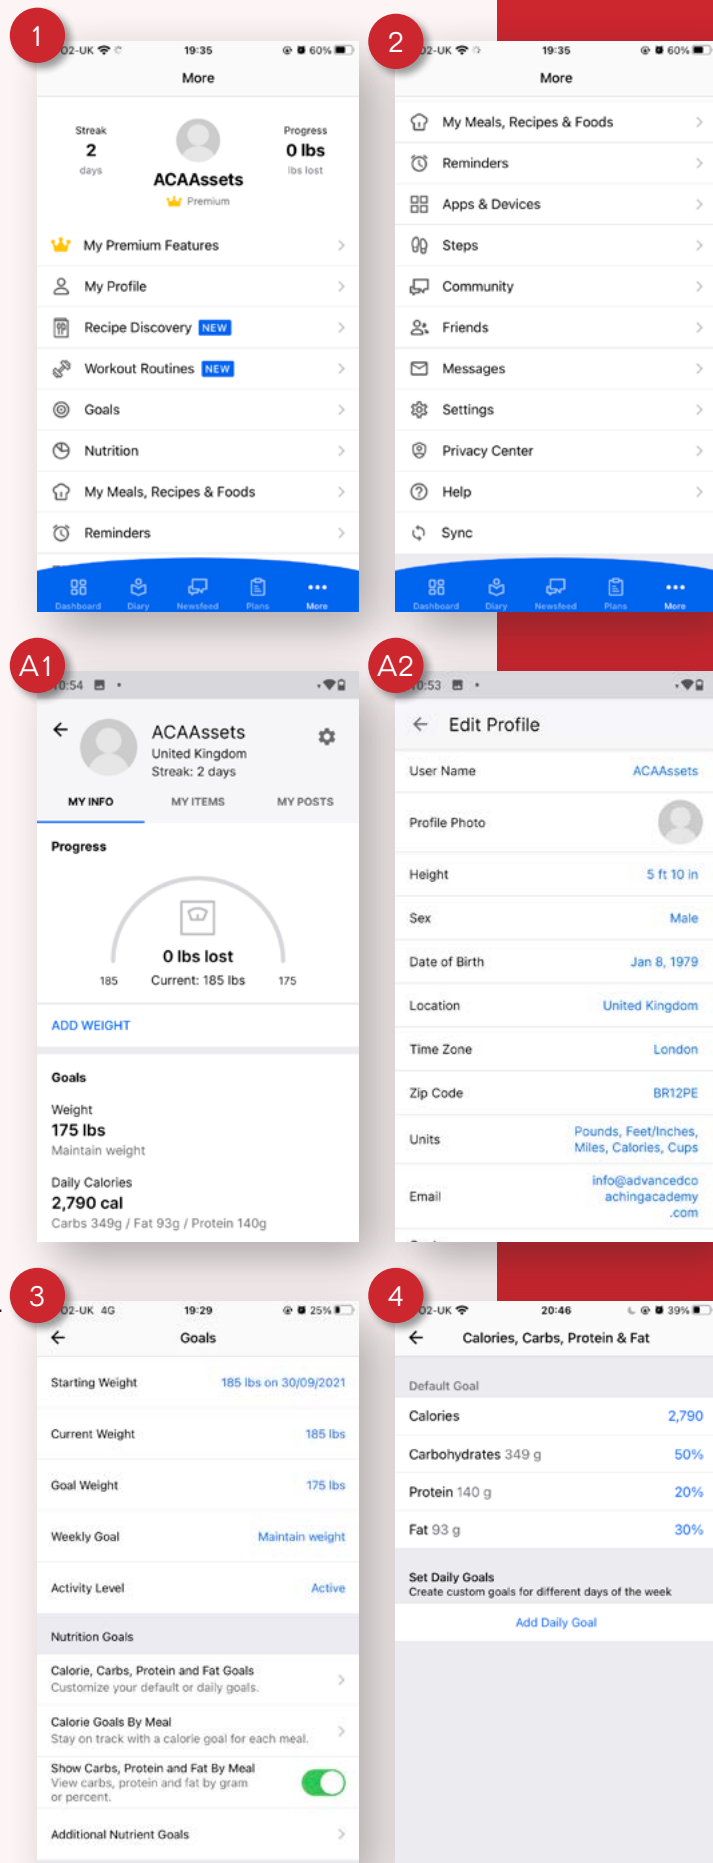 1
O2-UK
19:35
60%
More
Streak
2
days
ACAAssets
Premium
Progress
0 lbs
lbs lost
My Premium Features
My Profile
Recipe Discovery NEW
Workout Routines NEW
Goals
Nutrition
My Meals, Recipes & Foods
Reminders
Dashboard Diary Newsfeed Plans More
2
O2-UK
19:35
60%
More
My Meals, Recipes & Foods
Reminders
Apps & Devices
Steps
Community
Friends
Messages
Settings
Privacy Center
Help
Sync
Dashboard Diary Newsfeed Plans More
A1
:54
ACAAssets
United Kingdom
Streak: 2 days
MY INFO MY ITEMS MY POSTS
Progress
0 lbs lost
185 Current: 185 lbs 175
ADD WEIGHT
Goals
Weight
175 lbs
Maintain weight
Daily Calories
2,790 cal
Carbs 349g / Fat 93g / Protein 140g
A2
:53
Edit Profile
User Name ACAAssets
Profile Photo
Height 5 ft 10 in
Sex Male
Date of Birth Jan 8, 1979
Location United Kingdom
Time Zone London
Zip Code BR12PE
Units Pounds, Feet/Inches,
Miles, Calories, Cups
Email info@advancedco
achingacademy
.com
3
O2-UK 4G
19:29
25%
Goals
Starting Weight 185 lbs on 30/09/2021
Current Weight 185 lbs
Goal Weight 175 lbs
Weekly Goal Maintain weight
Activity Level Active
Nutrition Goals
Calorie, Carbs, Protein and Fat Goals
Customize your default or daily goals.
Calorie Goals By Meal
Stay on track with a calorie goal for each meal.
Show Carbs, Protein and Fat By Meal
View carbs, protein and fat by gram
or percent.
Additional Nutrient Goals
4
O2-UK
20:46
39%
Calories, Carbs, Protein & Fat
Default Goal
Calories 2,790
Carbohydrates 349 g 50%
Protein 140 g 20%
Fat 93 g 30%
Set Daily Goals
Create custom goals for different days of the week
Add Daily Goal